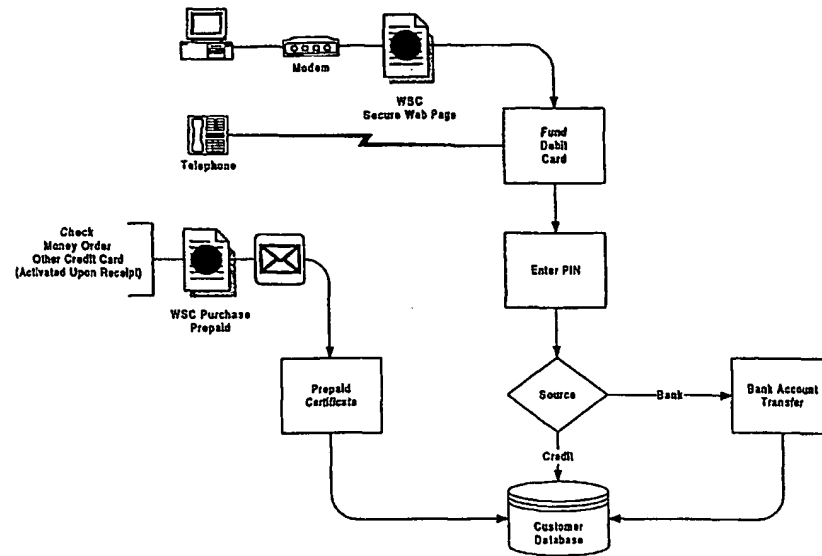 Modem
WSC
Secure Web Page
Telephone
Fund
Debit
Card
Check
Money Order
Other Credit Card
(Activated Upon Receipt)
WSC Purchase
Prepaid
Enter PIN
Prepaid
Certificate
Source
Bank
Bank Account
Transfer
Credit
Customer
Database